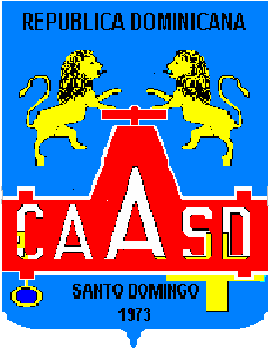 REPUBLICA DOMINICANA
CAASD
SANTO DOMINGO
1973